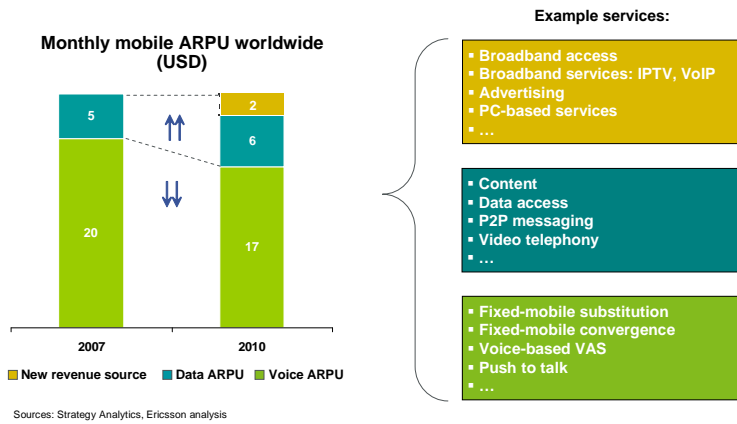 Example services:
Monthly mobile ARPU worldwide
(USD)
5
20
2
6
17
2007
2010
New revenue source
Data ARPU
Voice ARPU
▪ Broadband access
▪ Broadband services: IPTV, VoIP
▪ Advertising
▪ PC-based services
▪ …
▪ Content
▪ Data access
▪ P2P messaging
▪ Video telephony
▪ …
▪ Fixed-mobile substitution
▪ Fixed-mobile convergence
▪ Voice-based VAS
▪ Push to talk
▪ …
Sources: Strategy Analytics, Ericsson analysis